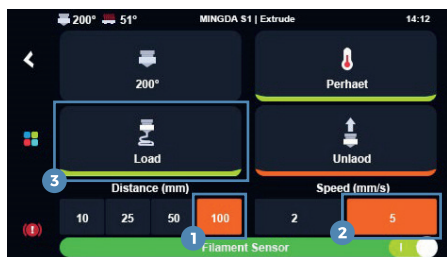 200° 51° MINGDA S1 | Extrude 14:12
200° Perhaet
Load Unlaod
3
Distance (mm) Speed (mm/s)
10 25 50 100 2 5
1 2
Filament Sensor I